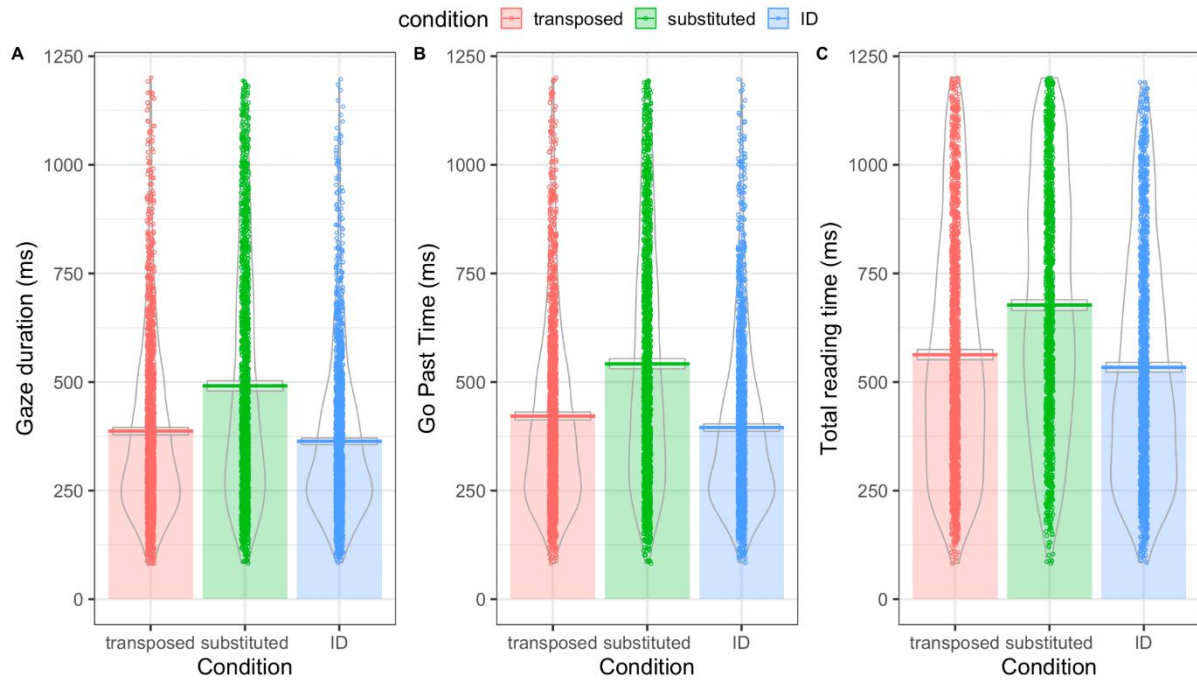 condition transposed substituted ID
A
1250
1000
750
500
250
0
Gaze duration (ms)
transposed substituted ID
Condition
B
1250
1000
750
500
250
0
Go Past Time (ms)
transposed substituted ID
Condition
C
1250
1000
750
500
250
0
Total reading time (ms)
transposed substituted ID
Condition